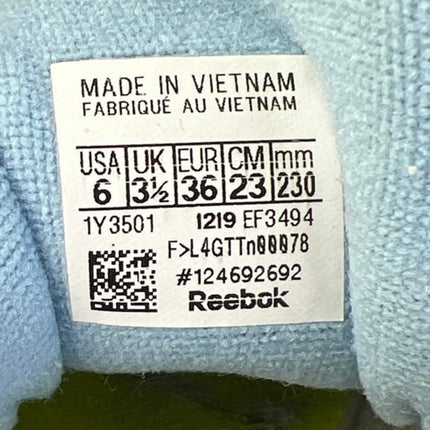 MADE IN VIETNAM
FABRIQUÉ AU VIETNAM
USA UK EUR CM mm
6 3½ 36 23 230
1Y3501 1219 EF3494
F>L4GTTn00078
#124692692
Reebok